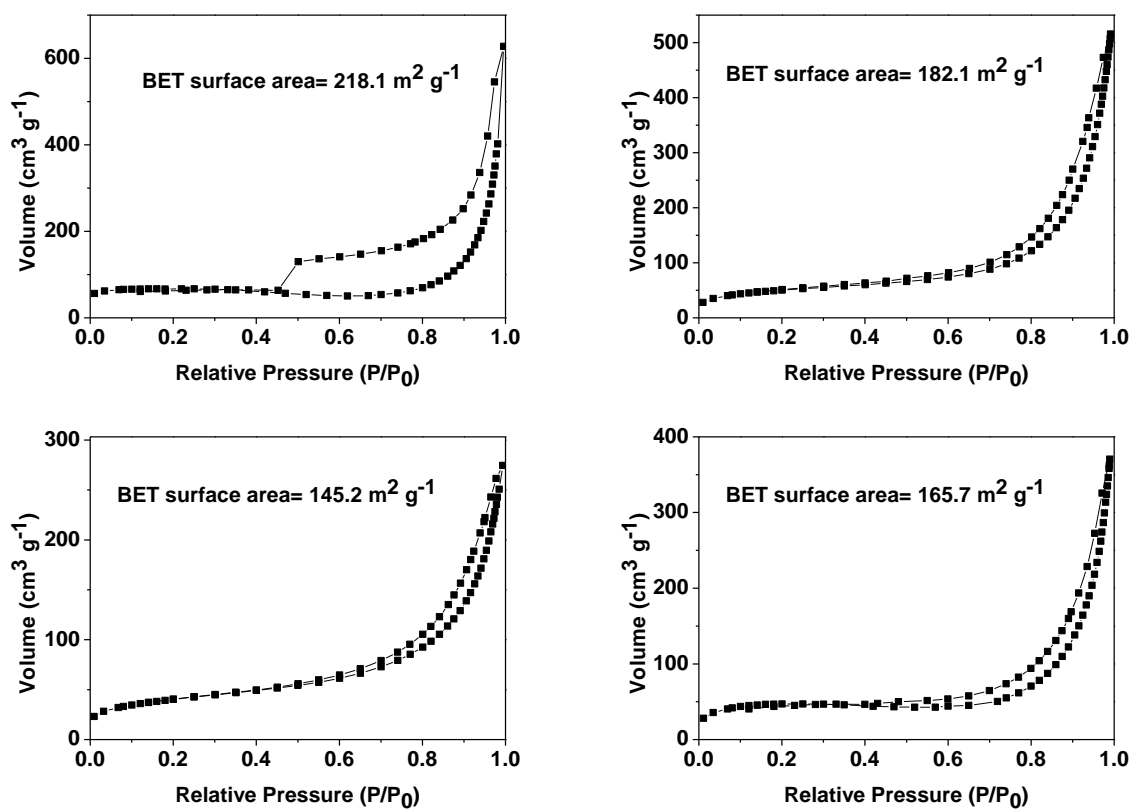 600
400
200
0
Volume (cm3 g-1)
BET surface area= 218.1 m2 g-1
0.0 0.2 0.4 0.6 0.8 1.0
Relative Pressure (P/P0)
500
400
300
200
100
0
Volume (cm3 g-1)
BET surface area= 182.1 m2 g-1
0.0 0.2 0.4 0.6 0.8 1.0
Relative Pressure (P/P0)
300
200
100
0
Volume (cm3 g-1)
BET surface area= 145.2 m2 g-1
0.0 0.2 0.4 0.6 0.8 1.0
Relative Pressure (P/P0)
400
300
200
100
0
Volume (cm3 g-1)
BET surface area= 165.7 m2 g-1
0.0 0.2 0.4 0.6 0.8 1.0
Relative Pressure (P/P0)